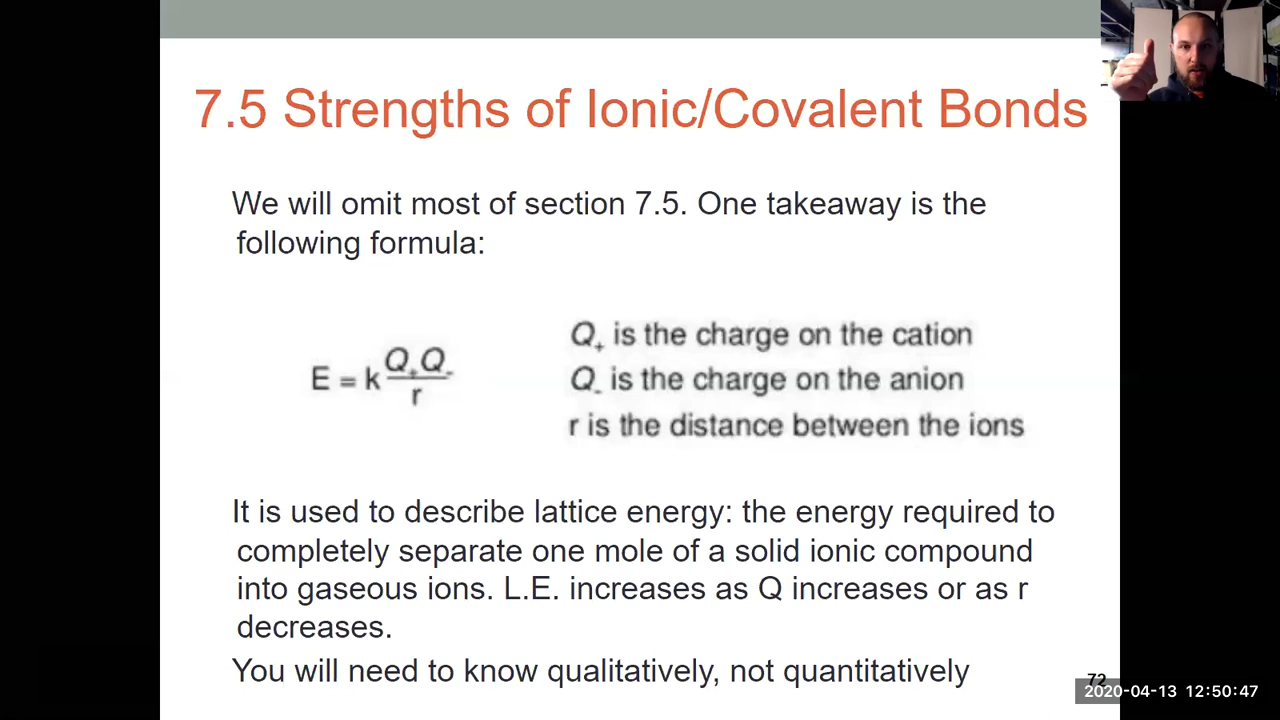 7.5 Strengths of Ionic/Covalent Bonds
We will omit most of section 7.5. One takeaway is the
following formula:
E = k Q₊Q₋ / r
Q₊ is the charge on the cation
Q₋ is the charge on the anion
r is the distance between the ions
It is used to describe lattice energy: the energy required to
completely separate one mole of a solid ionic compound
into gaseous ions. L.E. increases as Q increases or as r
decreases.
You will need to know qualitatively, not quantitatively
72
2020-04-13 12:50:47